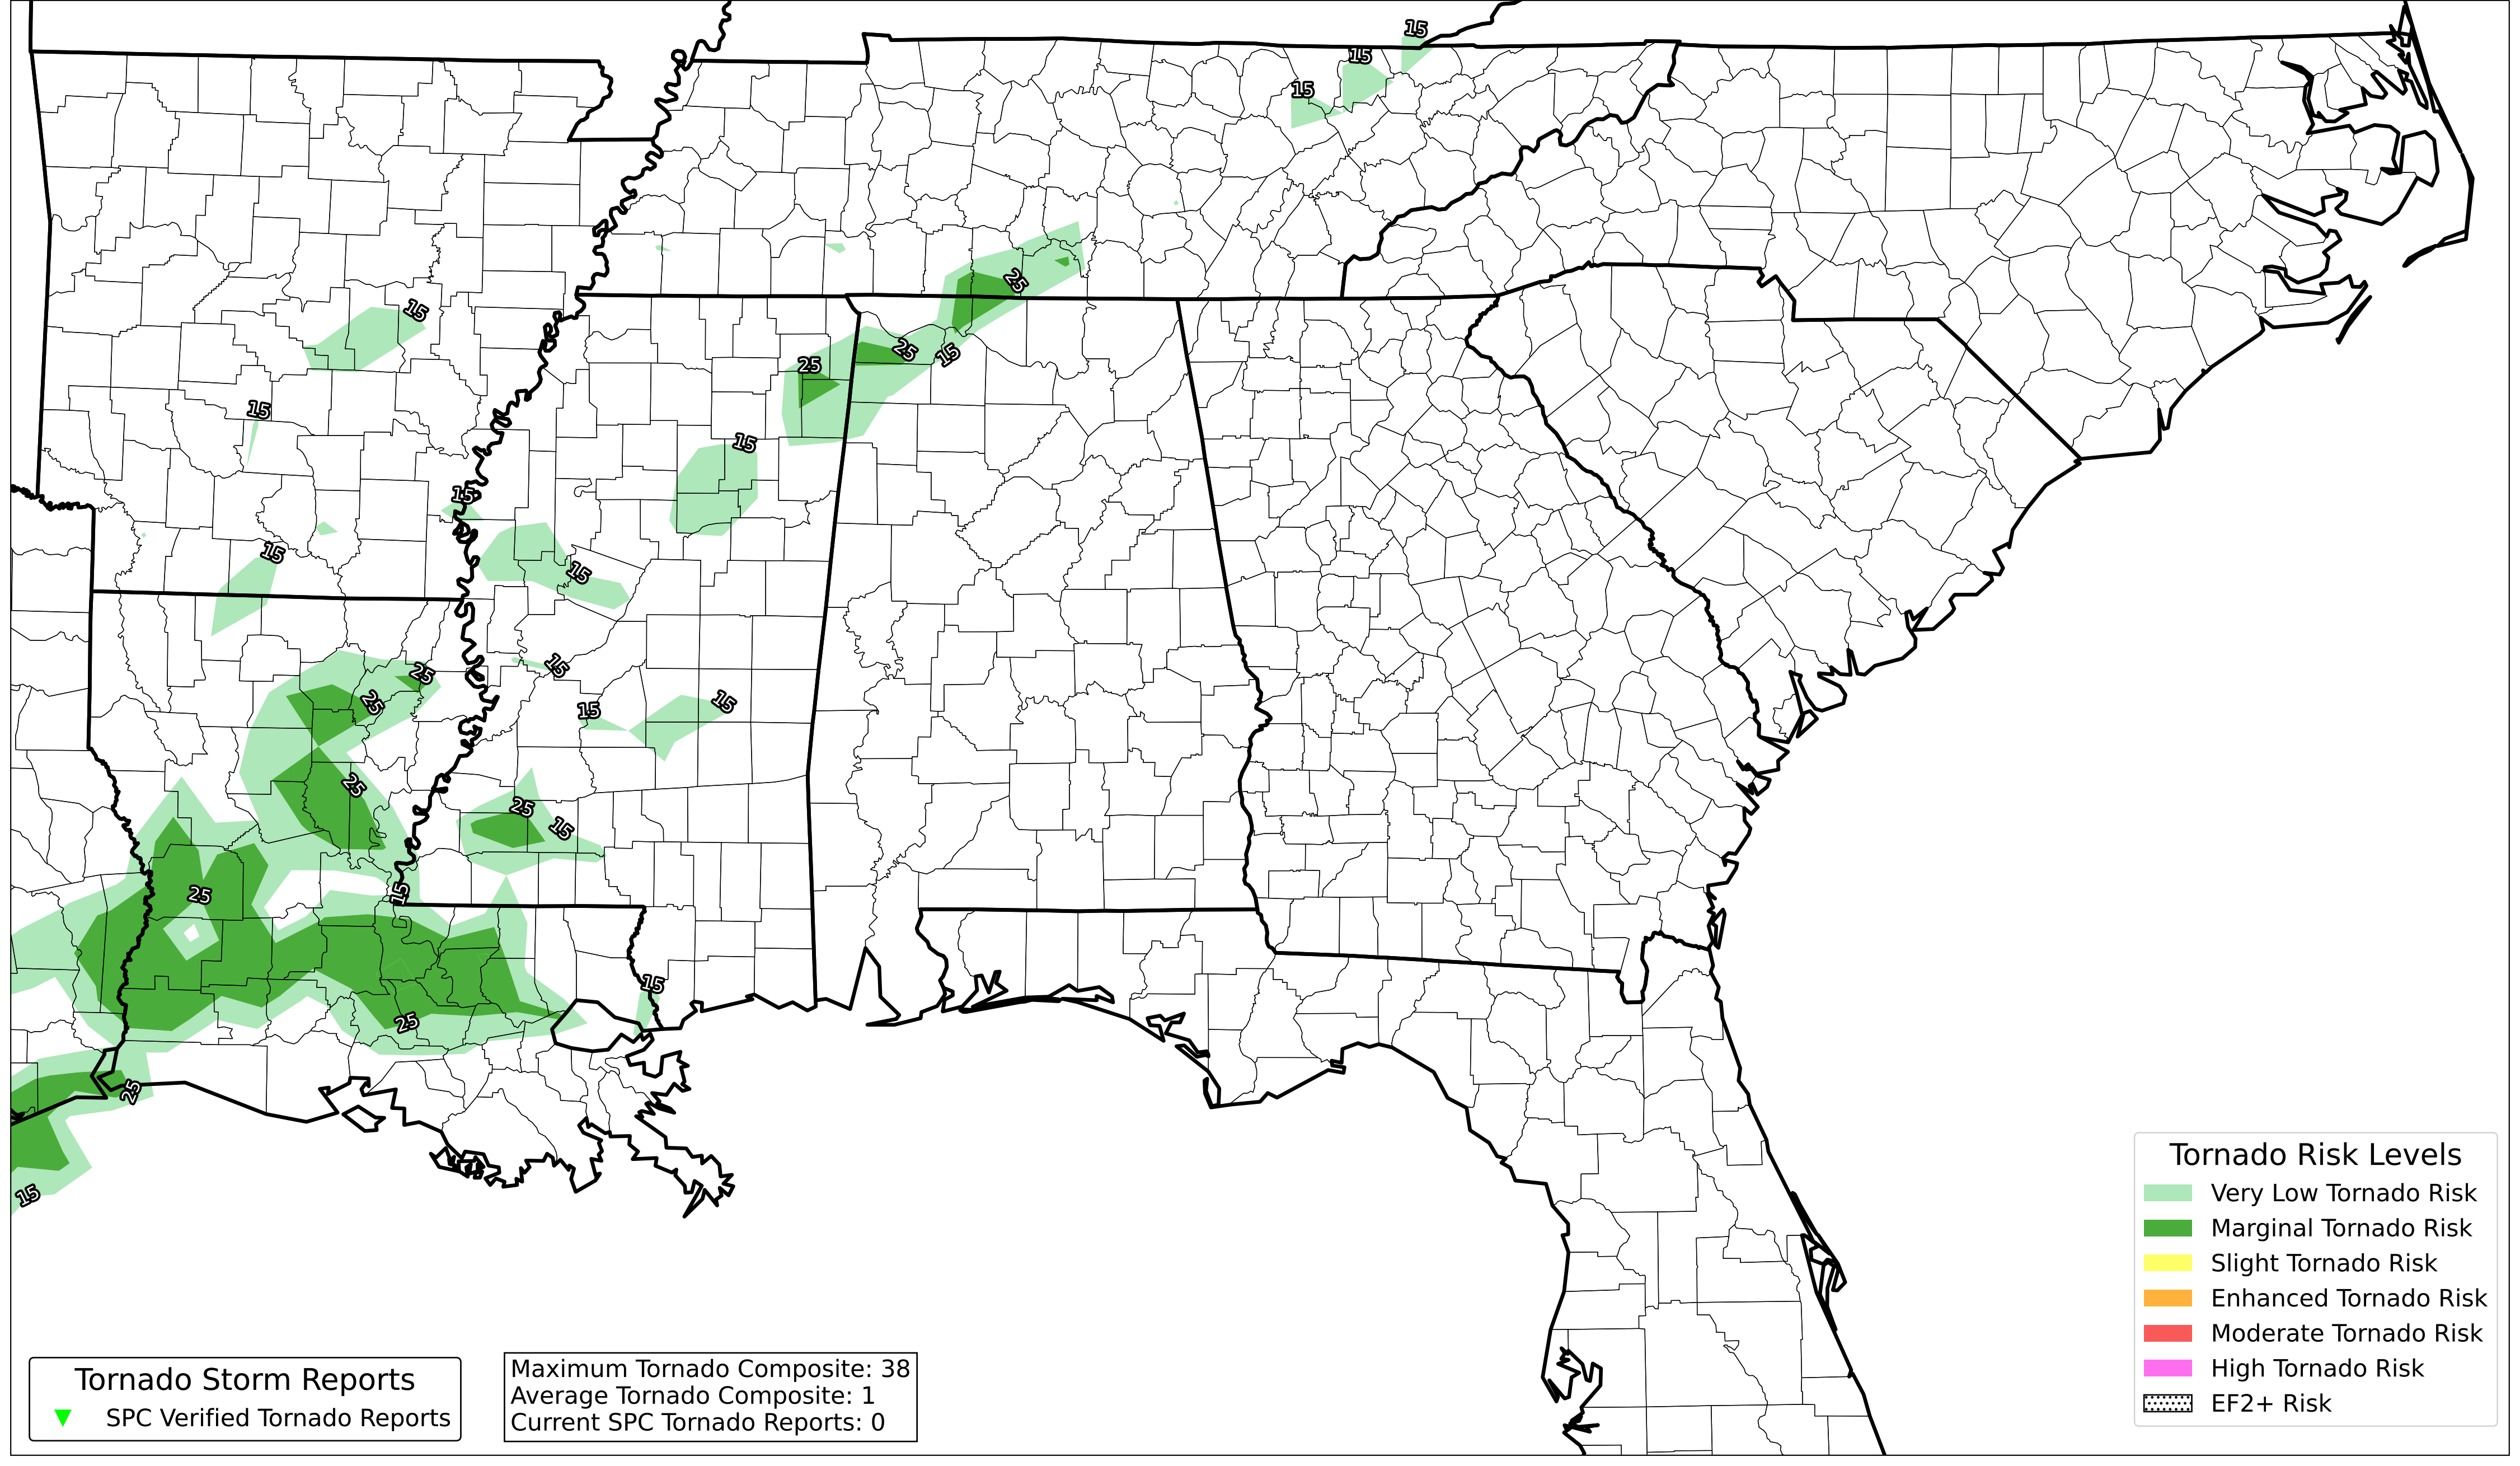 15
15
15
25
15
25
15
25
15
15
15
15
15
15
25
25
15
15
25
25
15
25
15
15
25
25
15
Tornado Risk Levels
Very Low Tornado Risk
Marginal Tornado Risk
Slight Tornado Risk
Enhanced Tornado Risk
Moderate Tornado Risk
High Tornado Risk
EF2+ Risk
Tornado Storm Reports
SPC Verified Tornado Reports
Maximum Tornado Composite: 38
Average Tornado Composite: 1
Current SPC Tornado Reports: 0